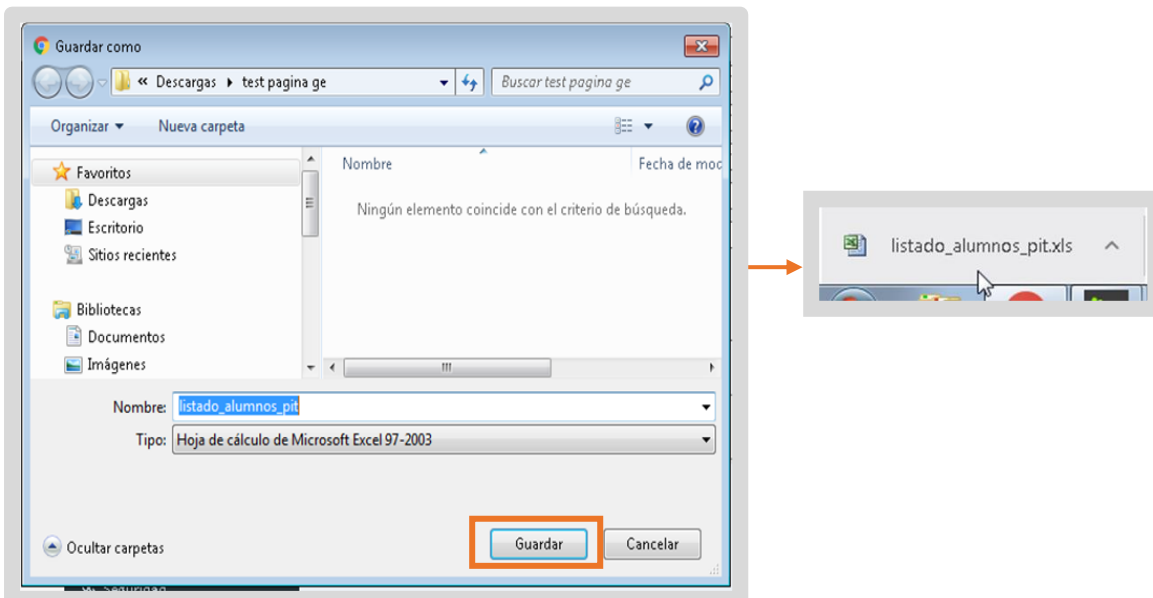 Guardar como
« Descargas ▸ test pagina ge
Buscar test pagina ge
Organizar
Nueva carpeta
Favoritos
Descargas
Escritorio
Sitios recientes
Bibliotecas
Documentos
Imágenes
Nombre
Fecha de mod
Ningún elemento coincide con el criterio de búsqueda.
Nombre: listado_alumnos_pit
Tipo: Hoja de cálculo de Microsoft Excel 97-2003
Ocultar carpetas
Guardar
Cancelar
Seguridad
listado_alumnos_pit.xls